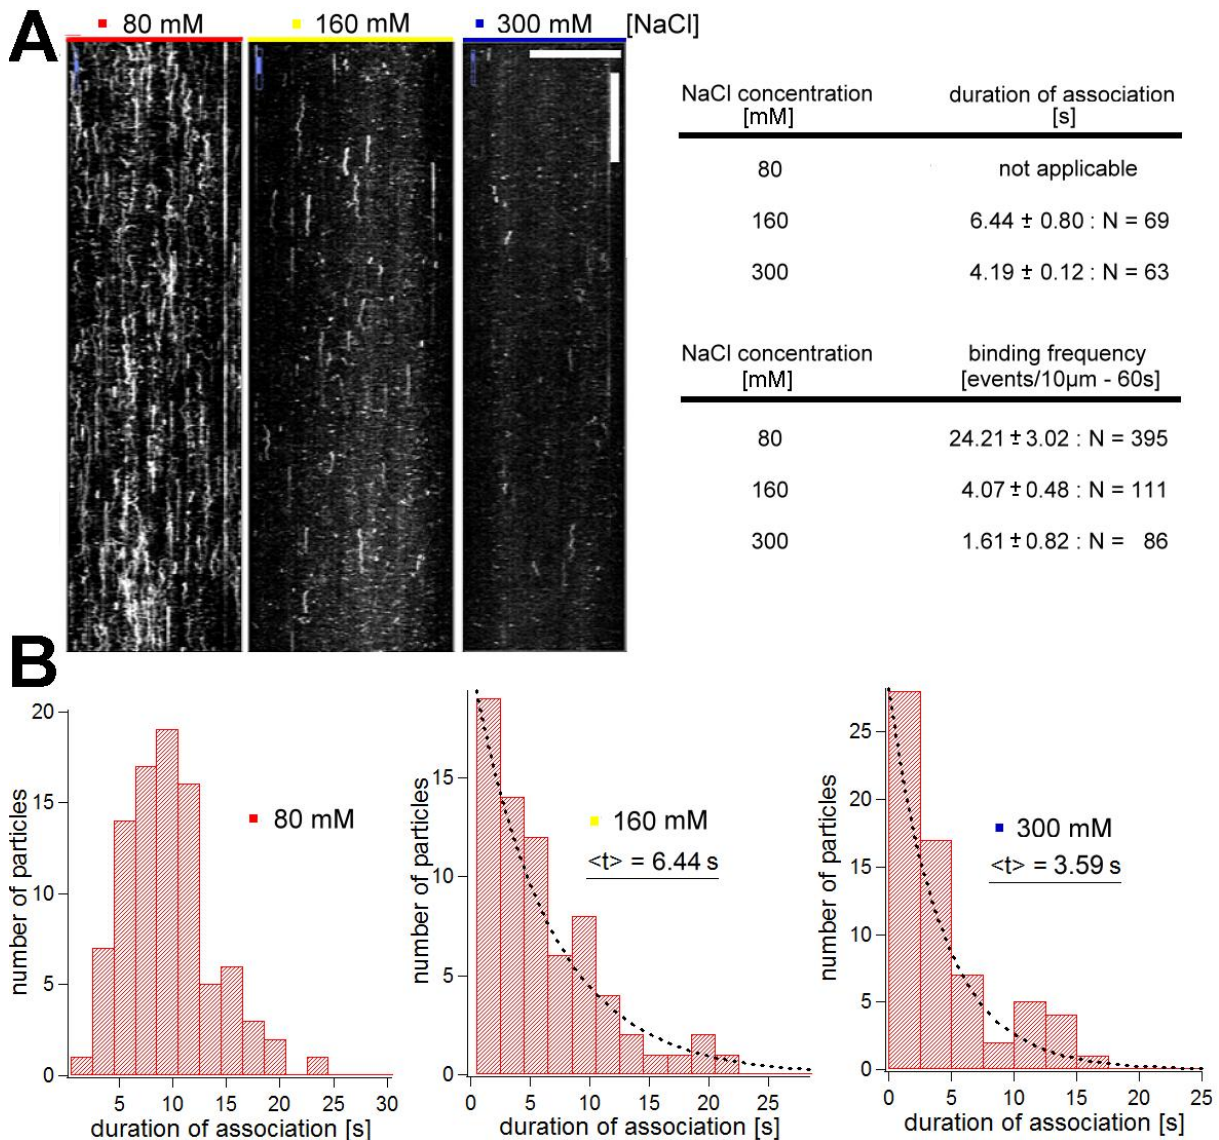 A
80 mM
160 mM
300 mM
[NaCl]
NaCl concentration
[mM]
duration of association
[s]
80
not applicable
160
6.44 ± 0.80 : N = 69
300
4.19 ± 0.12 : N = 63
NaCl concentration
[mM]
binding frequency
[events/10µm - 60s]
80
24.21 ± 3.02 : N = 395
160
4.07 ± 0.48 : N = 111
300
1.61 ± 0.82 : N = 86
B
number of particles
20
15
10
5
0
80 mM
5
10
15
20
25
30
duration of association [s]
number of particles
15
10
5
0
160 mM
<t> = 6.44 s
0
5
10
15
20
25
duration of association [s]
number of particles
25
20
15
10
5
0
300 mM
<t> = 3.59 s
0
5
10
15
20
25
duration of association [s]